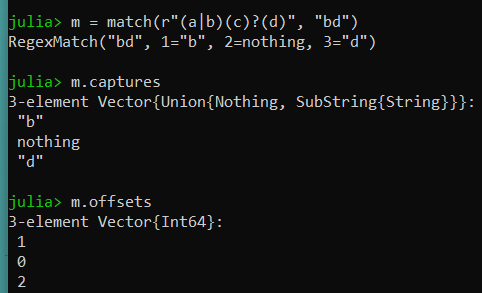 julia> m = match(r"(a|b)(c)?(d)", "bd")
RegexMatch("bd", 1="b", 2=nothing, 3="d")
julia> m.captures
3-element Vector{Union{Nothing, SubString{String}}}:
"b"
nothing
"d"
julia> m.offsets
3-element Vector{Int64}:
1
0
2